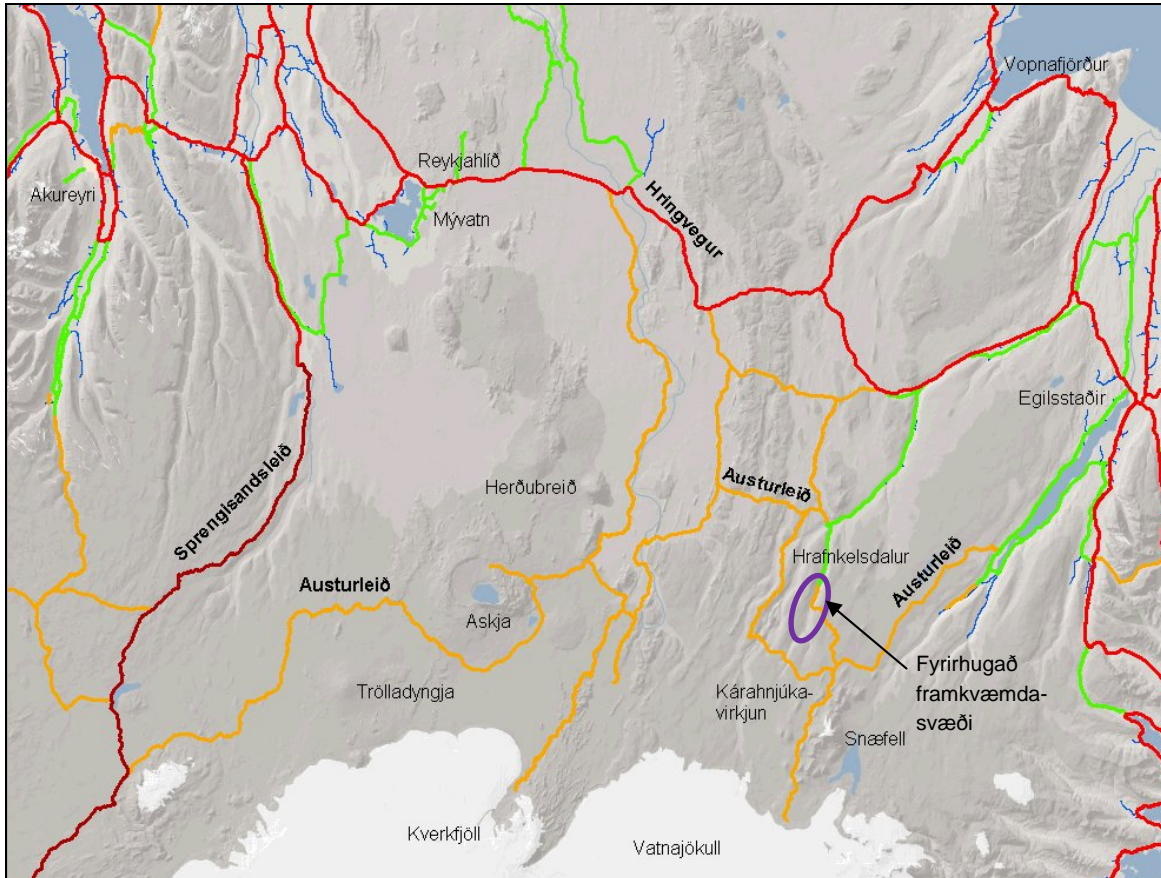 Vopnafjörður
Reykjahlíð
Akureyri
Mývatn
Hringvegur
Egilsstaðir
Sprengisandsleið
Herðubreið
Austurleið
Hrafnkelsdalur
Austurleið
Austurleið
Askja
Fyrirhugað
framkvæmda-
svæði
Trölladyngja
Kárahnjúka-
virkjun
Snæfell
Kverkfjöll
Vatnajökull